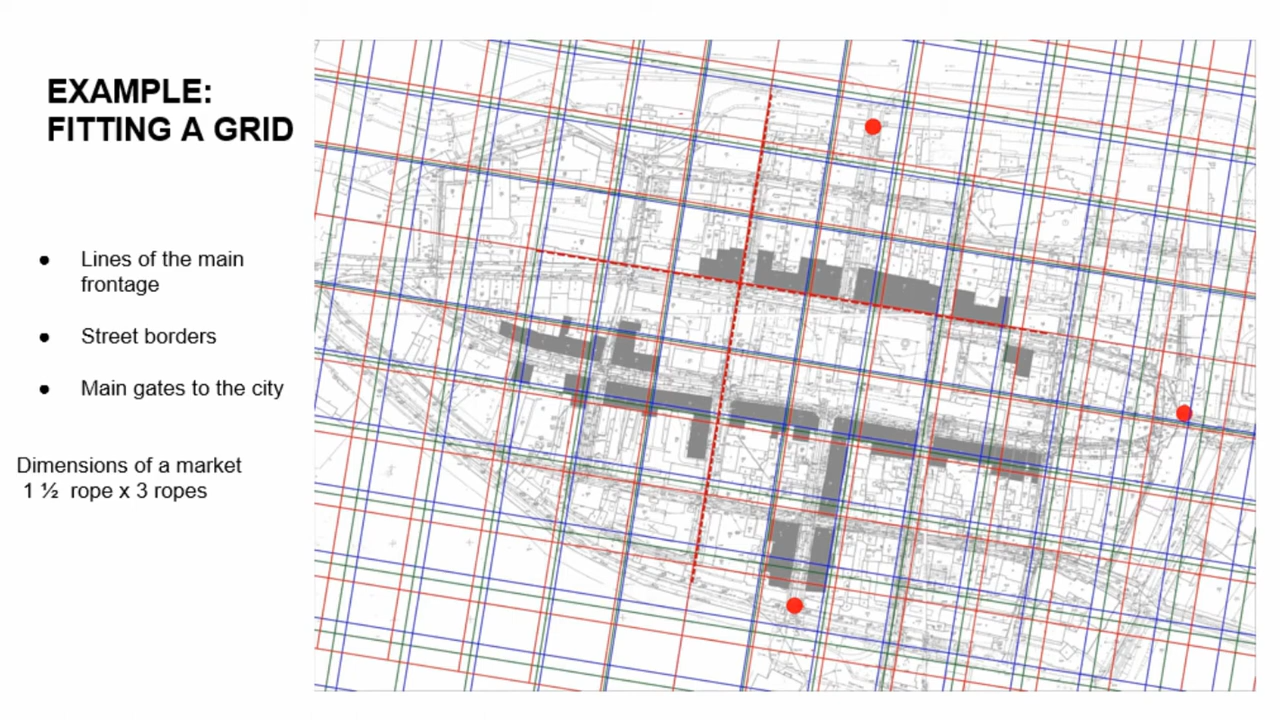 EXAMPLE:
FITTING A GRID
● Lines of the main
frontage
● Street borders
● Main gates to the city
Dimensions of a market
1 ½ rope x 3 ropes